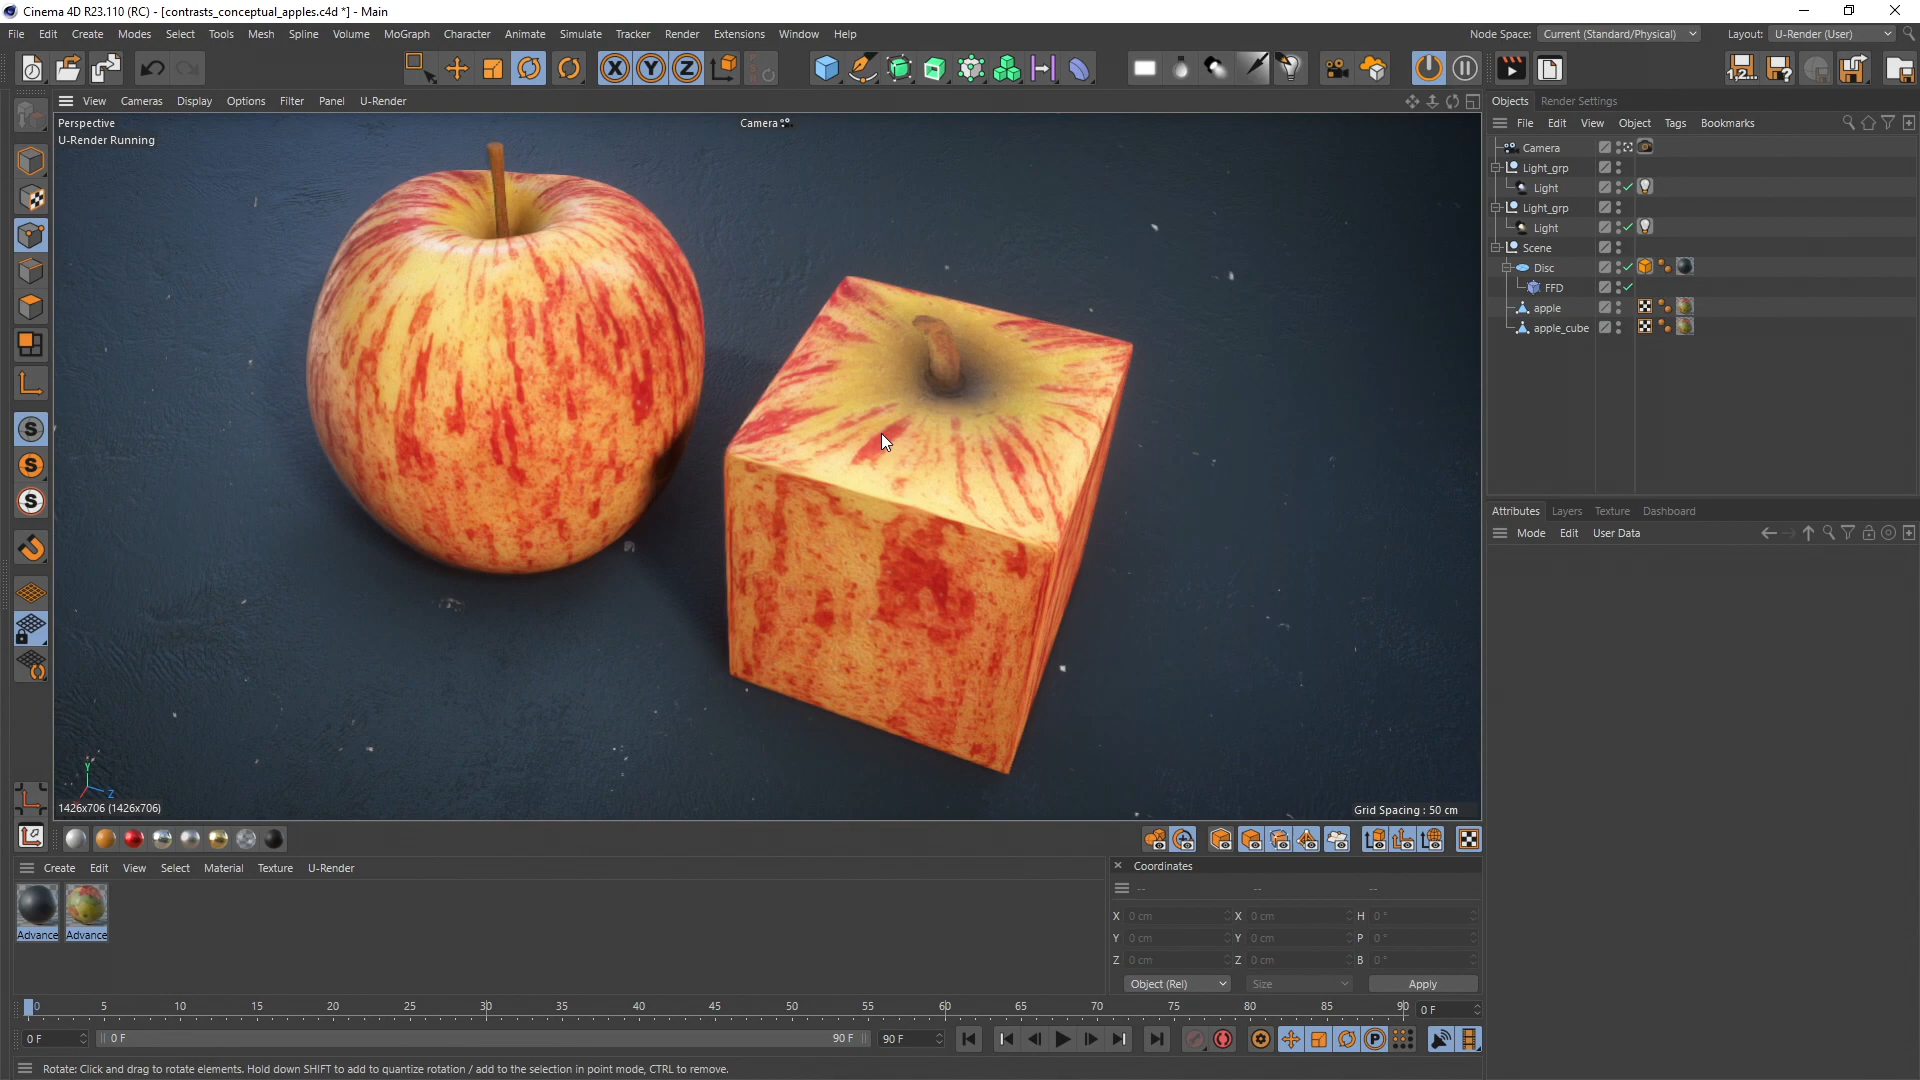 Cinema 4D R23.110 (RC) - [contrasts_conceptual_apples.c4d *] - Main
File Edit Create Modes Select Tools Mesh Spline Volume MoGraph Character Animate Simulate Tracker Render Extensions Window Help
Node Space: Current (Standard/Physical) Layout: U-Render (User)
X Y Z
1,2...
View Cameras Display Options Filter Panel U-Render
Perspective
U-Render Running
Camera
Y
Z
1426x706 (1426x706)
Grid Spacing : 50 cm
S
S
S
Objects Render Settings
File Edit View Object Tags Bookmarks
Camera
Light_grp
Light
Light_grp
Light
Scene
Disc
FFD
apple
apple_cube
Attributes Layers Texture Dashboard
Mode Edit User Data
Create Edit View Select Material Texture U-Render
Advance Advance
Coordinates
-- -- --
X 0 cm X 0 cm H 0 °
Y 0 cm Y 0 cm P 0 °
Z 0 cm Z 0 cm B 0 °
Object (Rel) Size Apply
0 5 10 15 20 25 30 35 40 45 50 55 60 65 70 75 80 85 90 0 F
0 F 0 F 90 F 90 F
P
Rotate: Click and drag to rotate elements. Hold down SHIFT to add to quantize rotation / add to the selection in point mode, CTRL to remove.